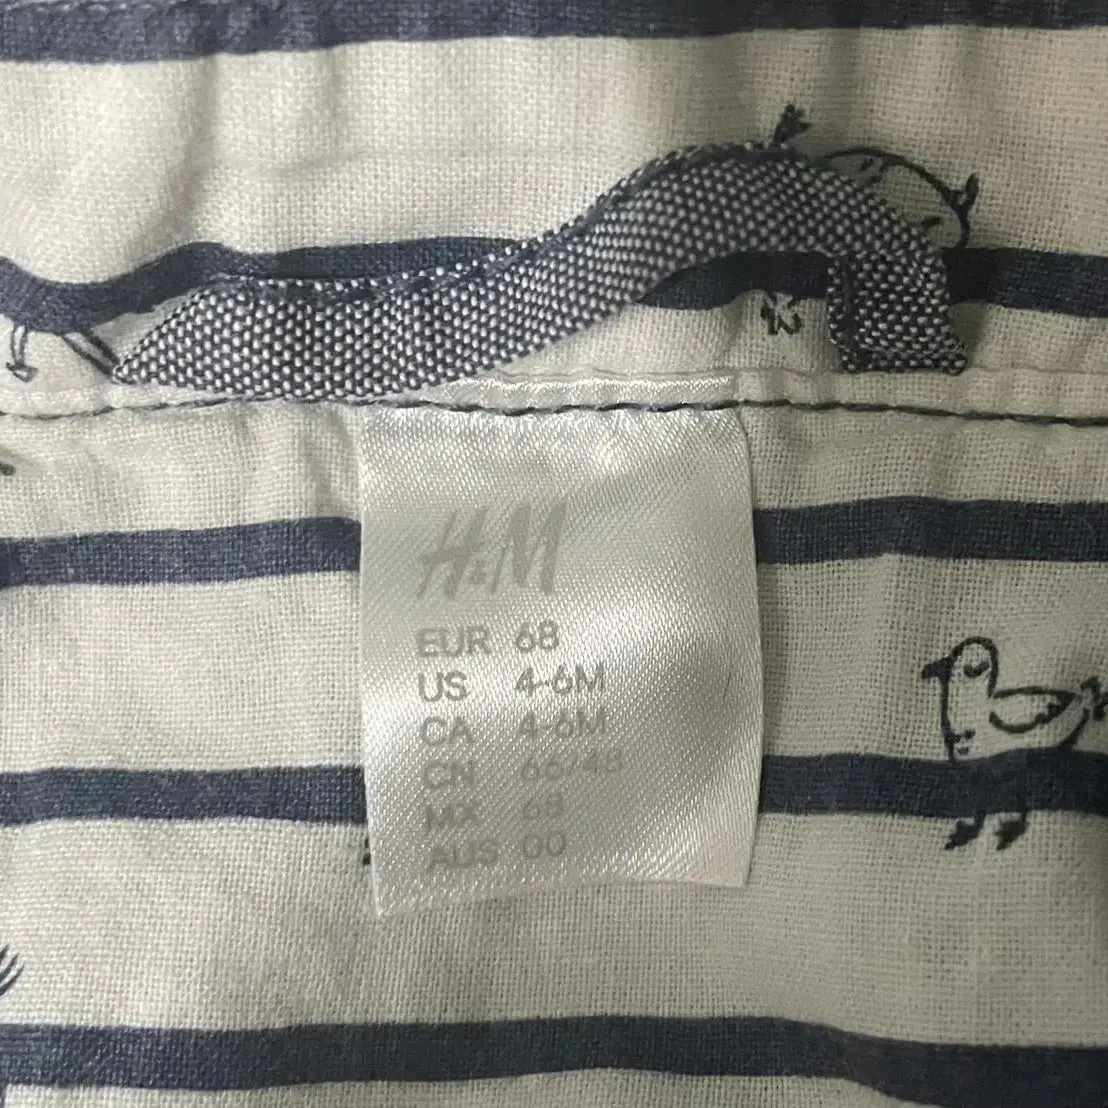 H&M
EUR 68
US 4-6M
CA 4-6M
CN 66/48
MX 68
AUS 00